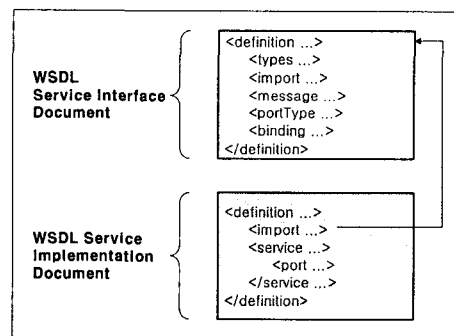 WSDL
Service Interface
Document
<definition ...>
<types ...>
<import ...>
<message ...>
<portType ...>
<binding ...>
</definition>
WSDL Service
Implementation
Document
<definition ...>
<import ...>
<service ...>
<port ...>
</service ...>
</definition>